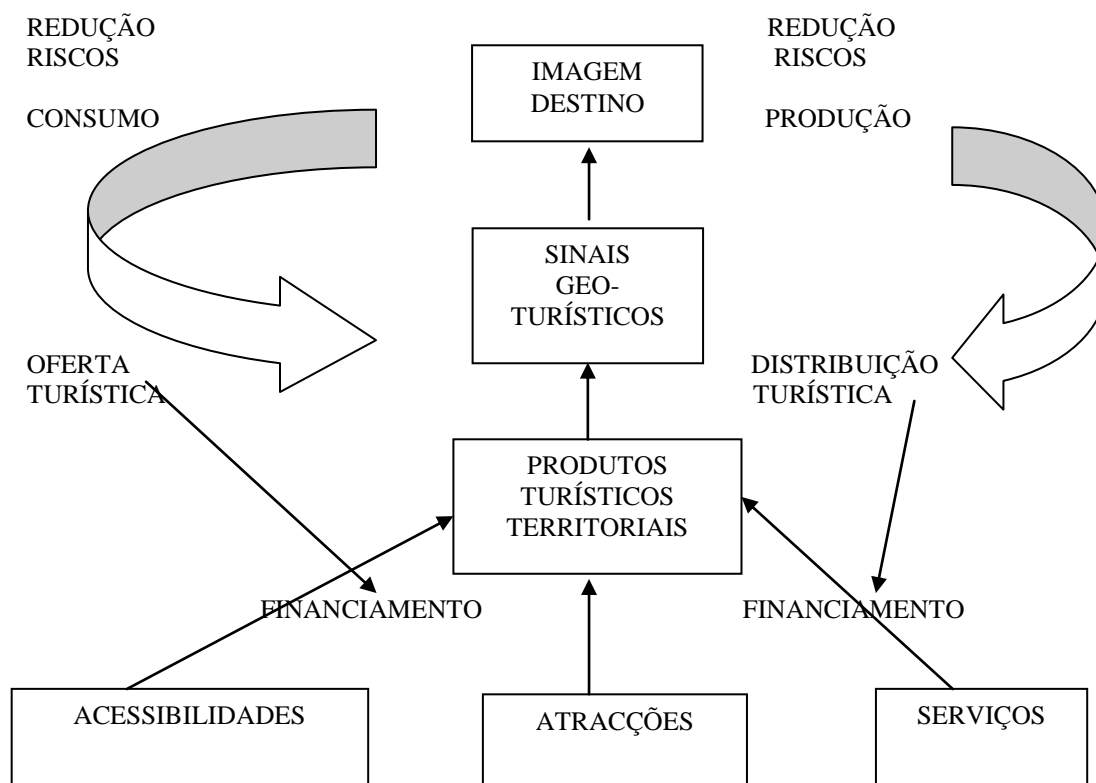 REDUÇÃO
RISCOS
CONSUMO
IMAGEM
DESTINO
REDUÇÃO
RISCOS
PRODUÇÃO
SINAIS
GEO-
TURÍSTICOS
OFERTA
TURÍSTICA
DISTRIBUIÇÃO
TURÍSTICA
PRODUTOS
TURÍSTICOS
TERRITORIAIS
FINANCIAMENTO
FINANCIAMENTO
ACESSIBILIDADES
ATRACÇÕES
SERVIÇOS